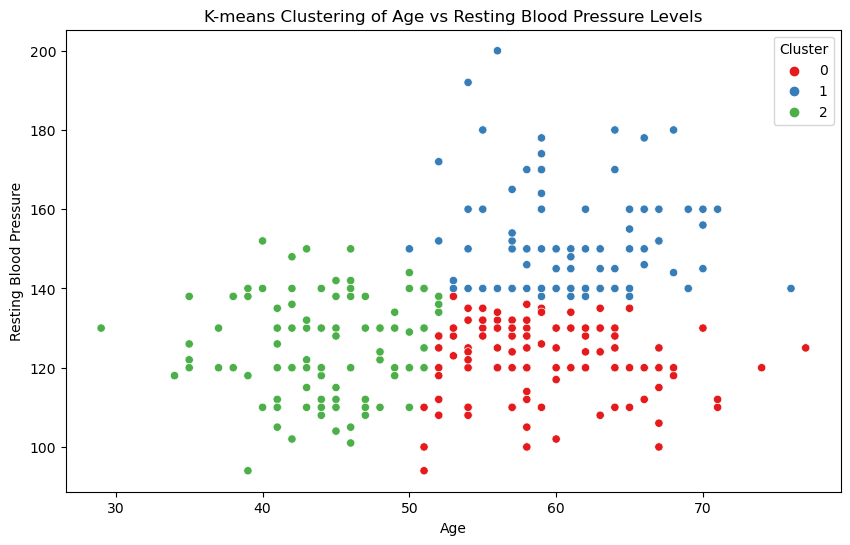 K-means Clustering of Age vs Resting Blood Pressure Levels
Cluster
0
1
2
200
180
160
140
120
100
Resting Blood Pressure
30 40 50 60 70
Age